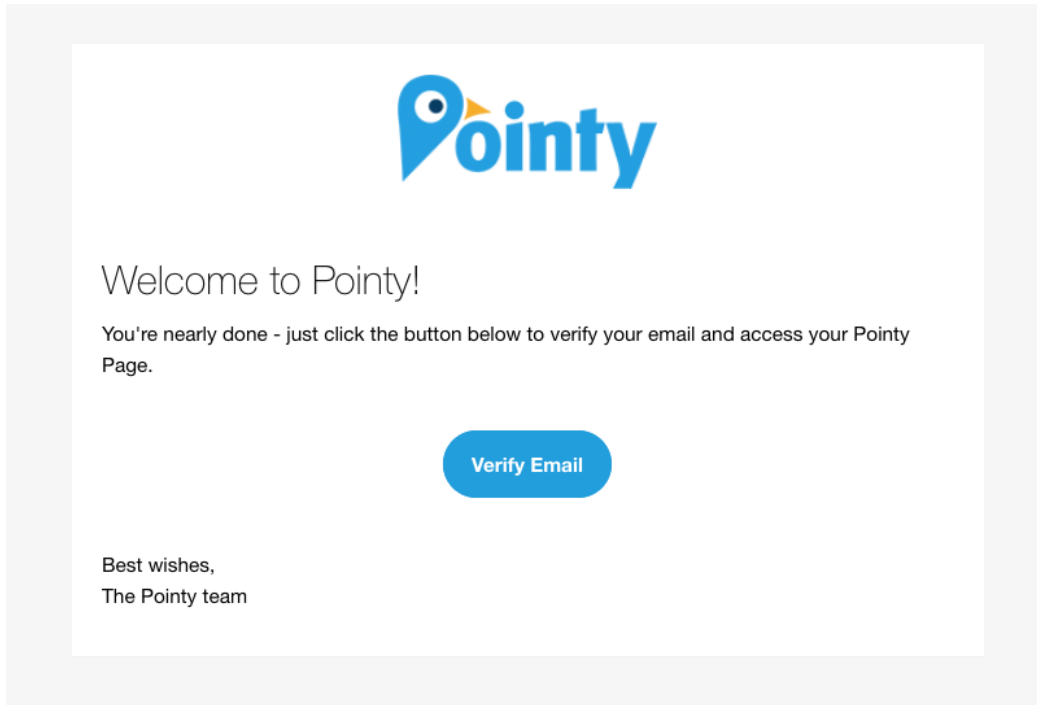 Pointy
Welcome to Pointy!
You're nearly done - just click the button below to verify your email and access your Pointy
Page.
Verify Email
Best wishes,
The Pointy team